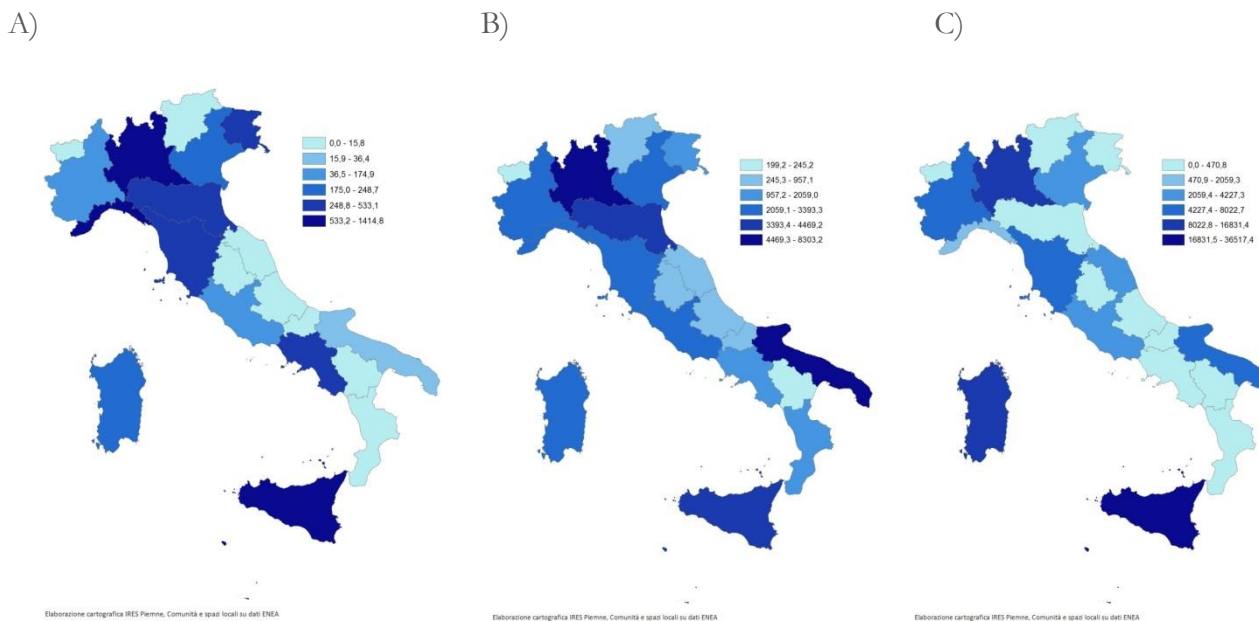 A)
B)
C)
0,0 - 15,8
15,9 - 36,4
36,5 - 174,9
175,0 - 248,7
248,8 - 533,1
533,2 - 1414,8
199,2 - 245,2
245,3 - 957,1
957,2 - 2059,0
2059,1 - 3393,3
3393,4 - 4469,2
4469,3 - 8303,2
0,0 - 470,8
470,9 - 2059,3
2059,4 - 4227,3
4227,4 - 8022,7
8022,8 - 16831,4
16831,5 - 36517,4
Elaborazione cartografica IRES Piemne, Comunità e spazi locali su dati ENEA
Elaborazione cartografica IRES Piemne, Comunità e spazi locali su dati ENEA
Elaborazione cartografica IRES Piemne, Comunità e spazi locali su dati ENEA